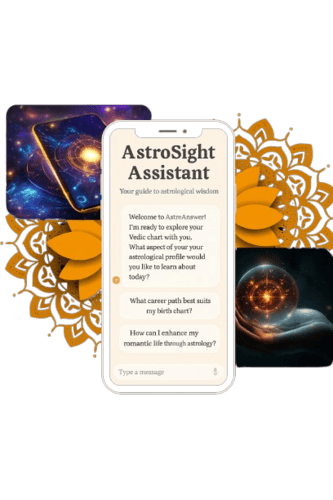 AstroSight
Assistant
Your guide to astrological wisdom
Welcome to AstroAnswer!
I'm ready to explore your
Vedic chart with you.
What aspect of your your
astrological profile would
you like to learn about
today?
What career path best suits
my birth chart?
How can I enhance my
romantic life through astrology?
Type a message